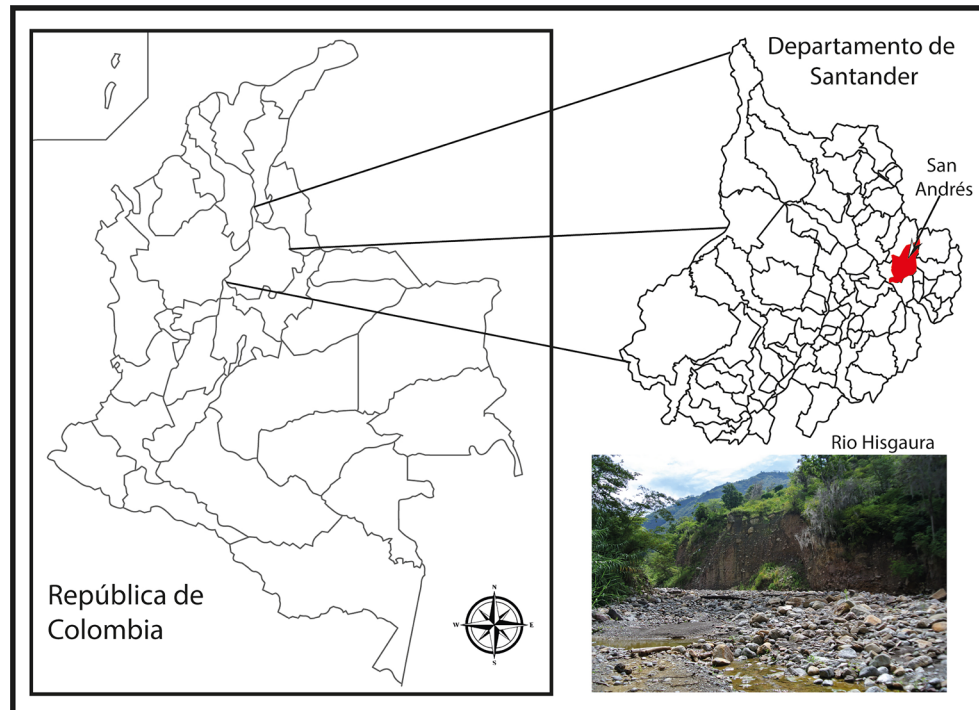 Departamento de
Santander
San
Andrés
Rio Hisgaura
República de
Colombia
N
W
E
S